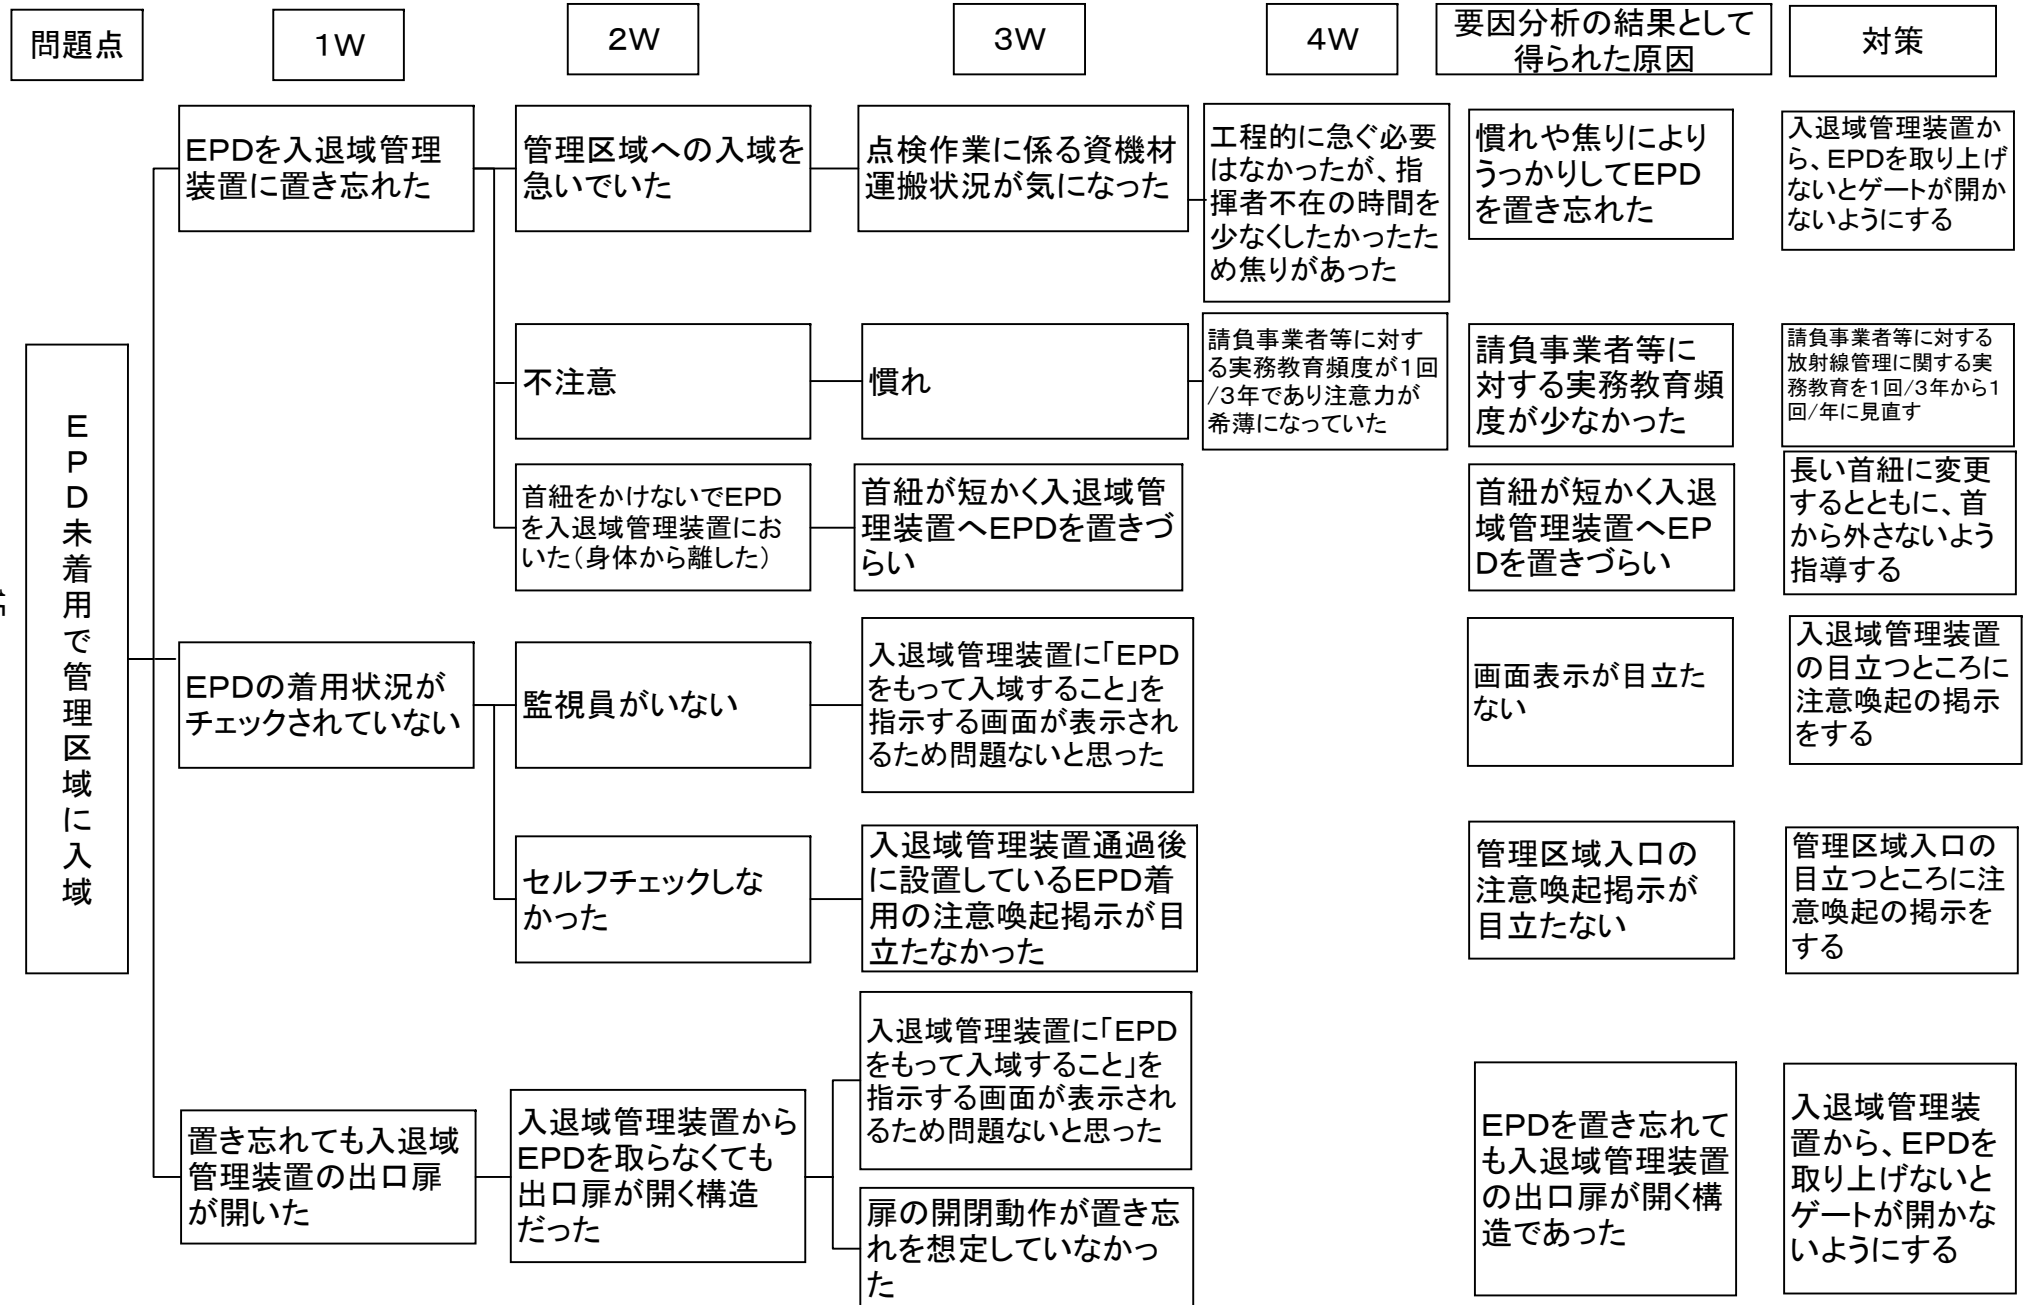 問題点
1W
2W
3W
4W
要因分析の結果として
得られた原因
対策
EPD未着用で管理区域に入域
EPDを入退域管理
装置に置き忘れた
管理区域への入域を
急いでいた
点検作業に係る資機材
運搬状況が気になった
工程的に急ぐ必要
はなかったが、指
揮者不在の時間を
少なくしたかったた
め焦りがあった
慣れや焦りにより
うっかりしてEPD
を置き忘れた
入退域管理装置か
ら、EPDを取り上げ
ないとゲートが開か
ないようにする
不注意
慣れ
請負事業者等に対す
る実務教育頻度が1回
/3年であり注意力が
希薄になっていた
請負事業者等に
対する実務教育頻
度が少なかった
請負事業者等に対する
放射線管理に関する実
務教育を1回/3年から1
回/年に見直す
首紐をかけないでEPD
を入退域管理装置にお
いた(身体から離した)
首紐が短かく入退域管
理装置へEPDを置きづ
らい
首紐が短かく入退
域管理装置へEP
Dを置きづらい
長い首紐に変更
するとともに、首
から外さないよう
指導する
EPDの着用状況が
チェックされていない
監視員がいない
入退域管理装置に「EPD
をもって入域すること」を
指示する画面が表示され
るため問題ないと思った
画面表示が目立た
ない
入退域管理装置
の目立つところに
注意喚起の掲示
をする
セルフチェックしな
かった
入退域管理装置通過後
に設置しているEPD着
用の注意喚起掲示が目
立たなかった
管理区域入口の
注意喚起掲示が
目立たない
管理区域入口の
目立つところに注
意喚起の掲示を
する
置き忘れても入退域
管理装置の出口扉
が開いた
入退域管理装置から
EPDを取らなくても
出口扉が開く構造
だった
入退域管理装置に「EPD
をもって入域すること」を
指示する画面が表示され
るため問題ないと思った
扉の開閉動作が置き忘
れを想定していなかっ
た
EPDを置き忘れて
も入退域管理装置
の出口扉が開く構
造であった
入退域管理装
置から、EPDを
取り上げないと
ゲートが開かな
いようにする